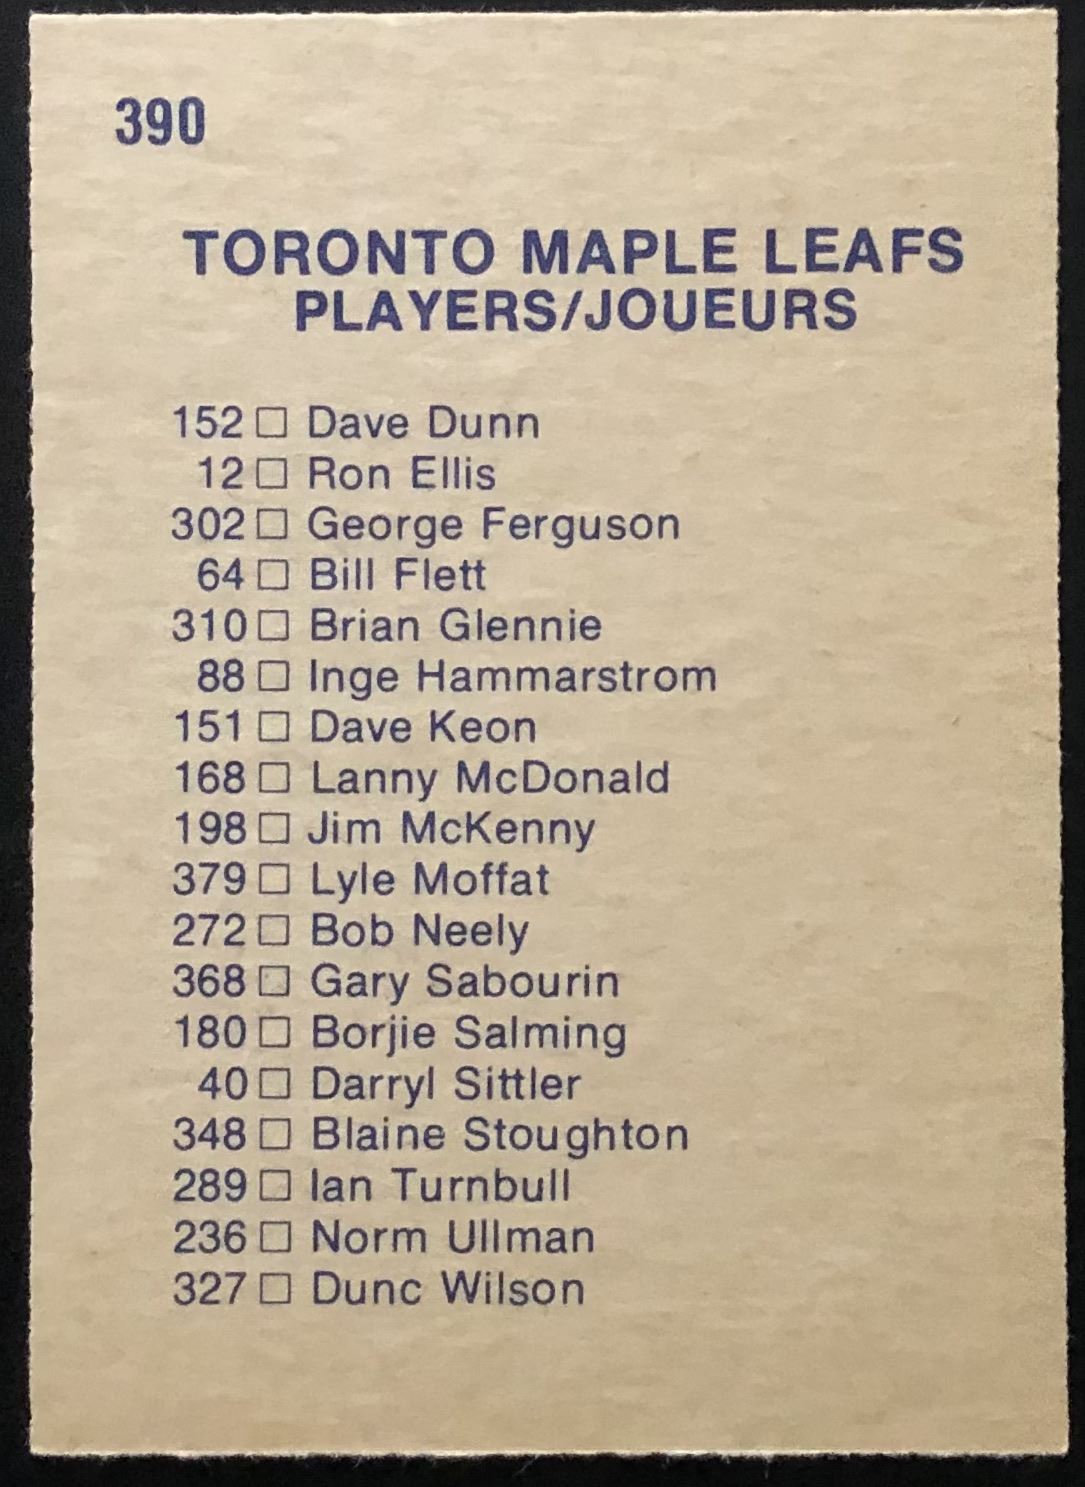 390
TORONTO MAPLE LEAFS
PLAYERS/JOUEURS
152 □ Dave Dunn
12 □ Ron Ellis
302 □ George Ferguson
64 □ Bill Flett
310 □ Brian Glennie
88 □ Inge Hammarstrom
151 □ Dave Keon
168 □ Lanny McDonald
198 □ Jim McKenny
379 □ Lyle Moffat
272 □ Bob Neely
368 □ Gary Sabourin
180 □ Borjie Salming
40 □ Darryl Sittler
348 □ Blaine Stoughton
289 □ Ian Turnbull
236 □ Norm Ullman
327 □ Dunc Wilson